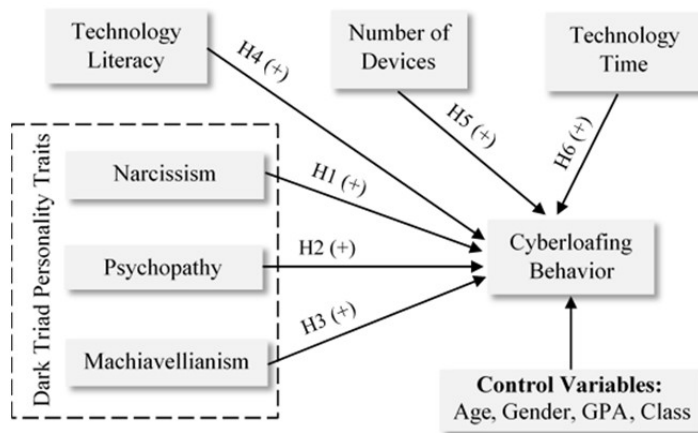 Technology
Literacy
Number of
Devices
Technology
Time
H4 (+)
H5 (+)
H6 (+)
Dark Triad Personality Traits
Narcissism
H1 (+)
Psychopathy
H2 (+)
Machiavellianism
H3 (+)
Cyberloafing
Behavior
Control Variables:
Age, Gender, GPA, Class